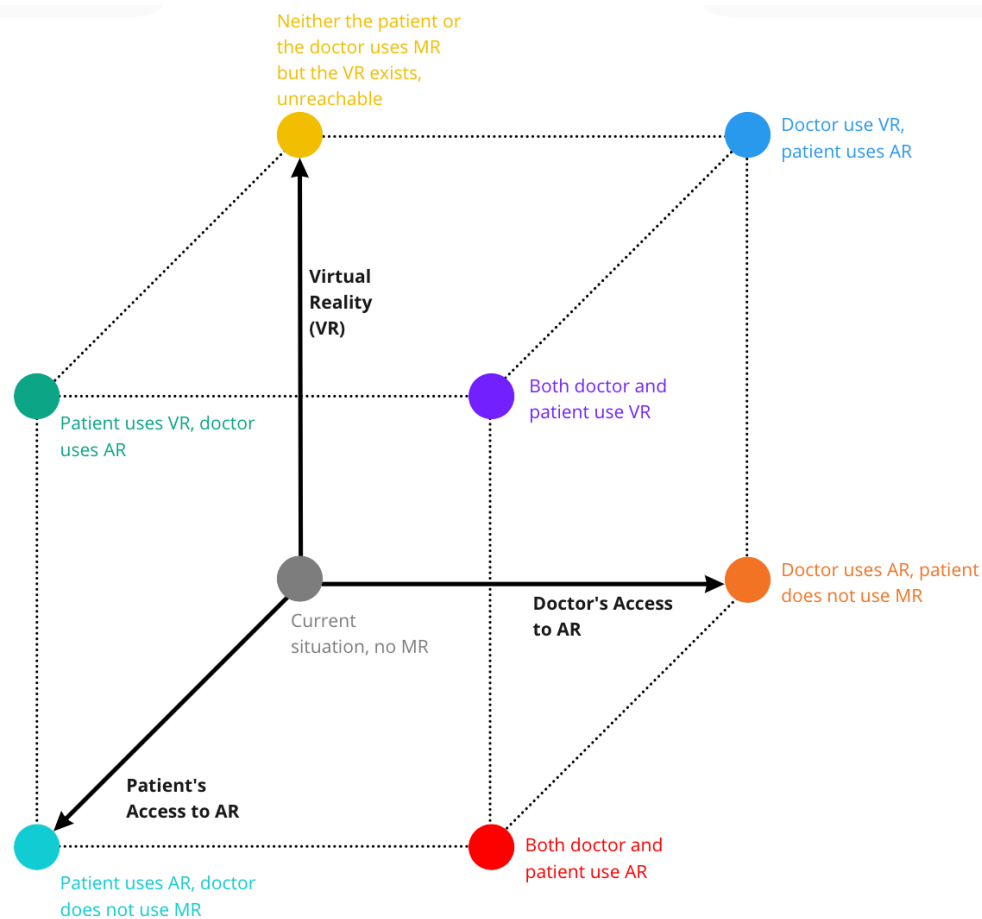 Neither the patient or
the doctor uses MR
but the VR exists,
unreachable
Doctor use VR,
patient uses AR
Virtual
Reality
(VR)
Both doctor and
patient use VR
Patient uses VR, doctor
uses AR
Doctor uses AR, patient
does not use MR
Doctor's Access
to AR
Current
situation, no MR
Patient's
Access to AR
Both doctor and
patient use AR
Patient uses AR, doctor
does not use MR